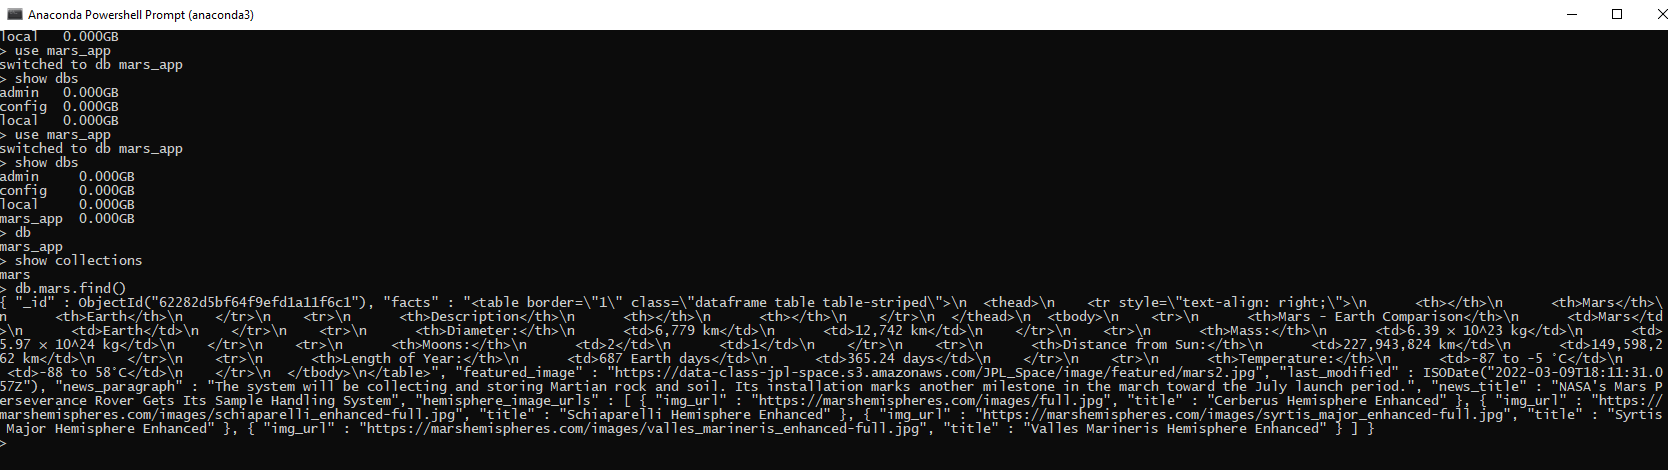 Anaconda Powershell Prompt (anaconda3)
local   0.000GB
> use mars_app
switched to db mars_app
> show dbs
admin   0.000GB
config  0.000GB
local   0.000GB
> use mars_app
switched to db mars_app
> show dbs
admin     0.000GB
config    0.000GB
local     0.000GB
mars_app  0.000GB
> db
mars_app
> show collections
mars
> db.mars.find()
{ "_id" : ObjectId("62282d5bf64f9efd1a11f6c1"), "facts" : "<table border=\"1\" class=\"dataframe table table-striped\">\n  <thead>\n    <tr style=\"text-align: right;\">\n      <th></th>\n      <th>Mars</th>\
n      <th>Earth</th>\n    </tr>\n    <tr>\n      <th>Description</th>\n      <th></th>\n      <th></th>\n    </tr>\n  </thead>\n  <tbody>\n    <tr>\n      <th>Mars - Earth Comparison</th>\n      <td>Mars</td
>\n      <td>Earth</td>\n    </tr>\n    <tr>\n      <th>Diameter:</th>\n      <td>6,779 km</td>\n      <td>12,742 km</td>\n    </tr>\n    <tr>\n      <th>Mass:</th>\n      <td>6.39 × 10^23 kg</td>\n      <td>
5.97 × 10^24 kg</td>\n    </tr>\n    <tr>\n      <th>Moons:</th>\n      <td>2</td>\n      <td>1</td>\n    </tr>\n    <tr>\n      <th>Distance from Sun:</th>\n      <td>227,943,824 km</td>\n      <td>149,598,2
62 km</td>\n    </tr>\n    <tr>\n      <th>Length of Year:</th>\n      <td>687 Earth days</td>\n      <td>365.24 days</td>\n    </tr>\n    <tr>\n      <th>Temperature:</th>\n      <td>-87 to -5 °C</td>\n
 <td>-88 to 58°C</td>\n    </tr>\n  </tbody>\n</table>", "featured_image" : "https://data-class-jpl-space.s3.amazonaws.com/JPL_Space/image/featured/mars2.jpg", "last_modified" : ISODate("2022-03-09T18:11:31.0
57Z"), "news_paragraph" : "The system will be collecting and storing Martian rock and soil. Its installation marks another milestone in the march toward the July launch period.", "news_title" : "NASA's Mars P
erseverance Rover Gets Its Sample Handling System", "hemisphere_image_urls" : [ { "img_url" : "https://marshemispheres.com/images/full.jpg", "title" : "Cerberus Hemisphere Enhanced" }, { "img_url" : "https://
marshemispheres.com/images/schiaparelli_enhanced-full.jpg", "title" : "Schiaparelli Hemisphere Enhanced" }, { "img_url" : "https://marshemispheres.com/images/syrtis_major_enhanced-full.jpg", "title" : "Syrtis
 Major Hemisphere Enhanced" }, { "img_url" : "https://marshemispheres.com/images/valles_marineris_enhanced-full.jpg", "title" : "Valles Marineris Hemisphere Enhanced" } ] }
>